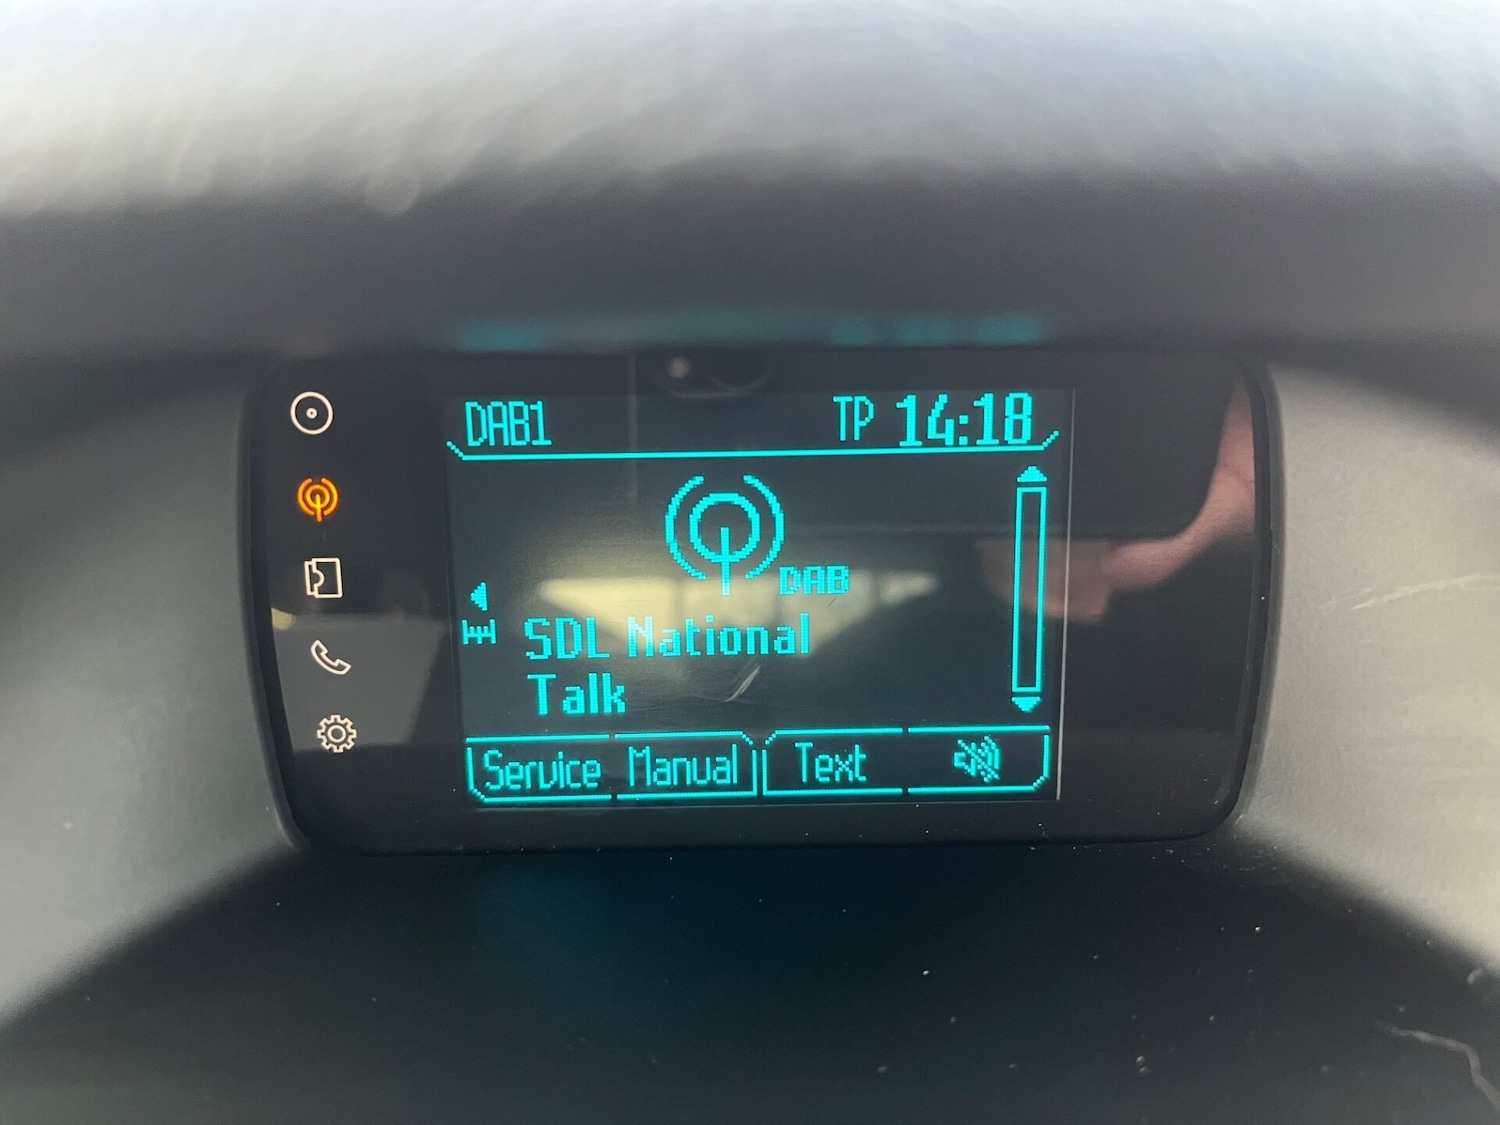 DAB1 TP 14:18
DAB
SDL National
Talk
Service Manual Text